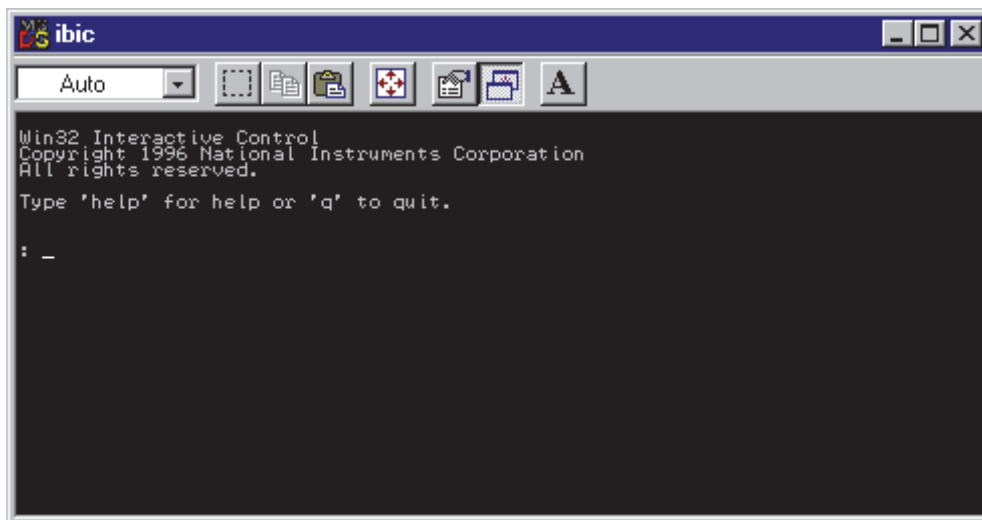 ibic
Auto
A
Win32 Interactive Control
Copyright 1996 National Instruments Corporation
All rights reserved.
Type 'help' for help or 'q' to quit.
: _